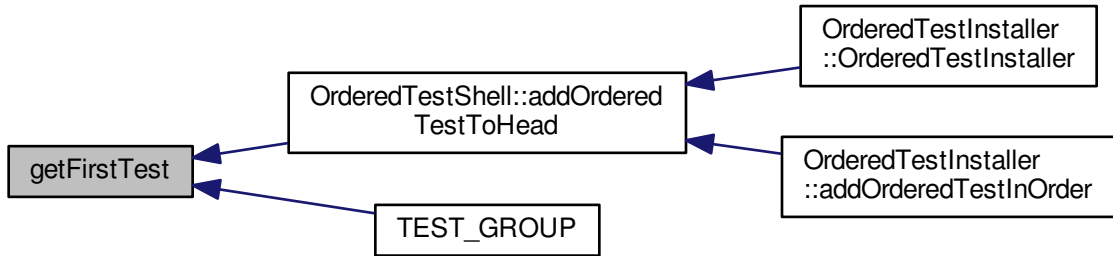 getFirstTest
OrderedTestShell::addOrdered
TestToHead
TEST_GROUP
OrderedTestInstaller
::OrderedTestInstaller
OrderedTestInstaller
::addOrderedTestInOrder